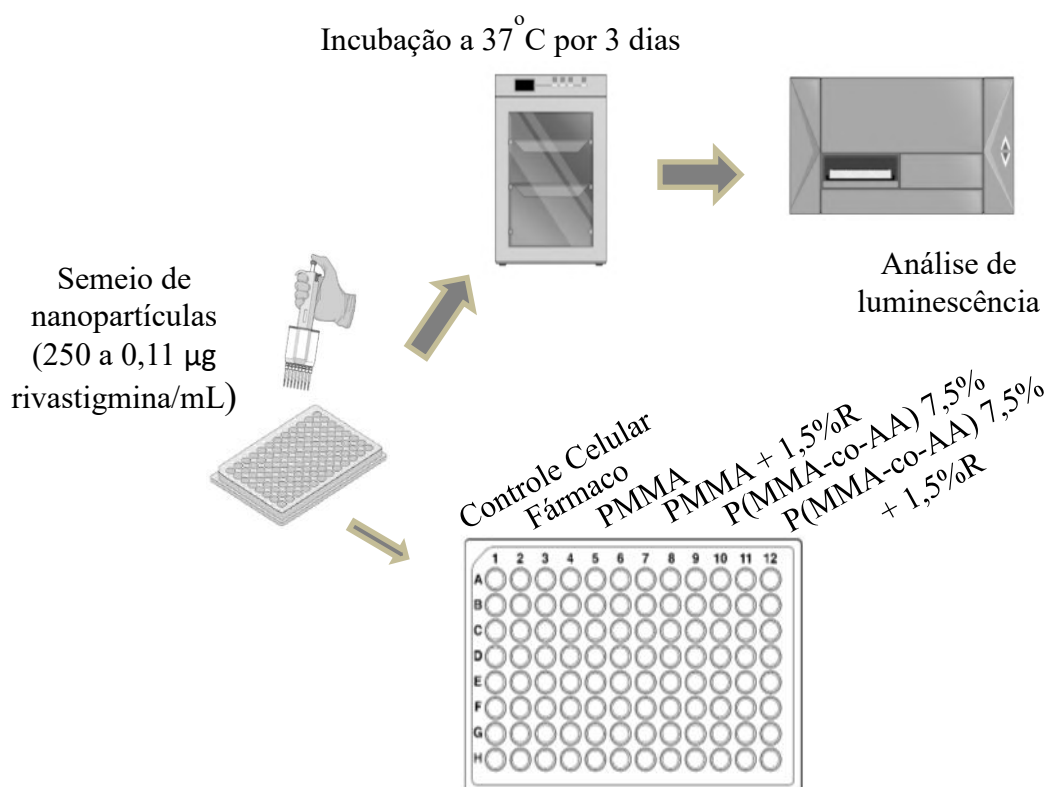 Incubação a 37°C por 3 dias
Semeio de
nanopartículas
(250 a 0,11 µg
rivastigmina/mL)
Análise de
luminescência
Controle Celular
Fármaco
PMMA
PMMA + 1,5%R
P(MMA-co-AA) 7,5%
P(MMA-co-AA) 7,5%
+ 1,5%R
1 2 3 4 5 6 7 8 9 10 11 12
A
B
C
D
E
F
G
H